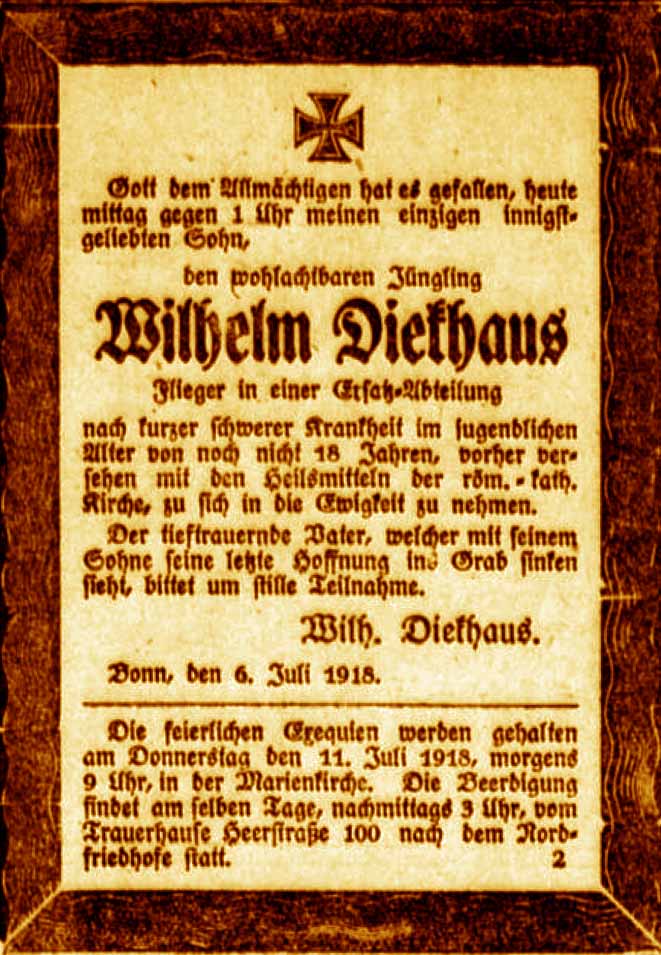 Gott dem Allmächtigen hat es gefallen, heute
mittag gegen 1 Uhr meinen einzigen innigst-
geliebten Sohn,
den wohlachtbaren Jüngling
Wilhelm Diekhaus
Flieger in einer Ersatz-Abteilung
nach kurzer schwerer Krankheit im jugendlichen
Alter von noch nicht 18 Jahren, vorher ver-
sehen mit den Heilsmitteln der röm.-kath.
Kirche, zu sich in die Ewigkeit zu nehmen.
Der tieftrauernde Vater, welcher mit seinem
Sohne seine letzte Hoffnung ins Grab sinken
sieht, bittet um stille Teilnahme.
Wilh. Diekhaus.
Bonn, den 6. Juli 1918.
Die feierlichen Exequien werden gehalten
am Donnerstag den 11. Juli 1918, morgens
9 Uhr, in der Marienkirche. Die Beerdigung
findet am selben Tage, nachmittags 3 Uhr, vom
Trauerhause Heerstraße 100 nach dem Nord-
friedhofe statt. 2